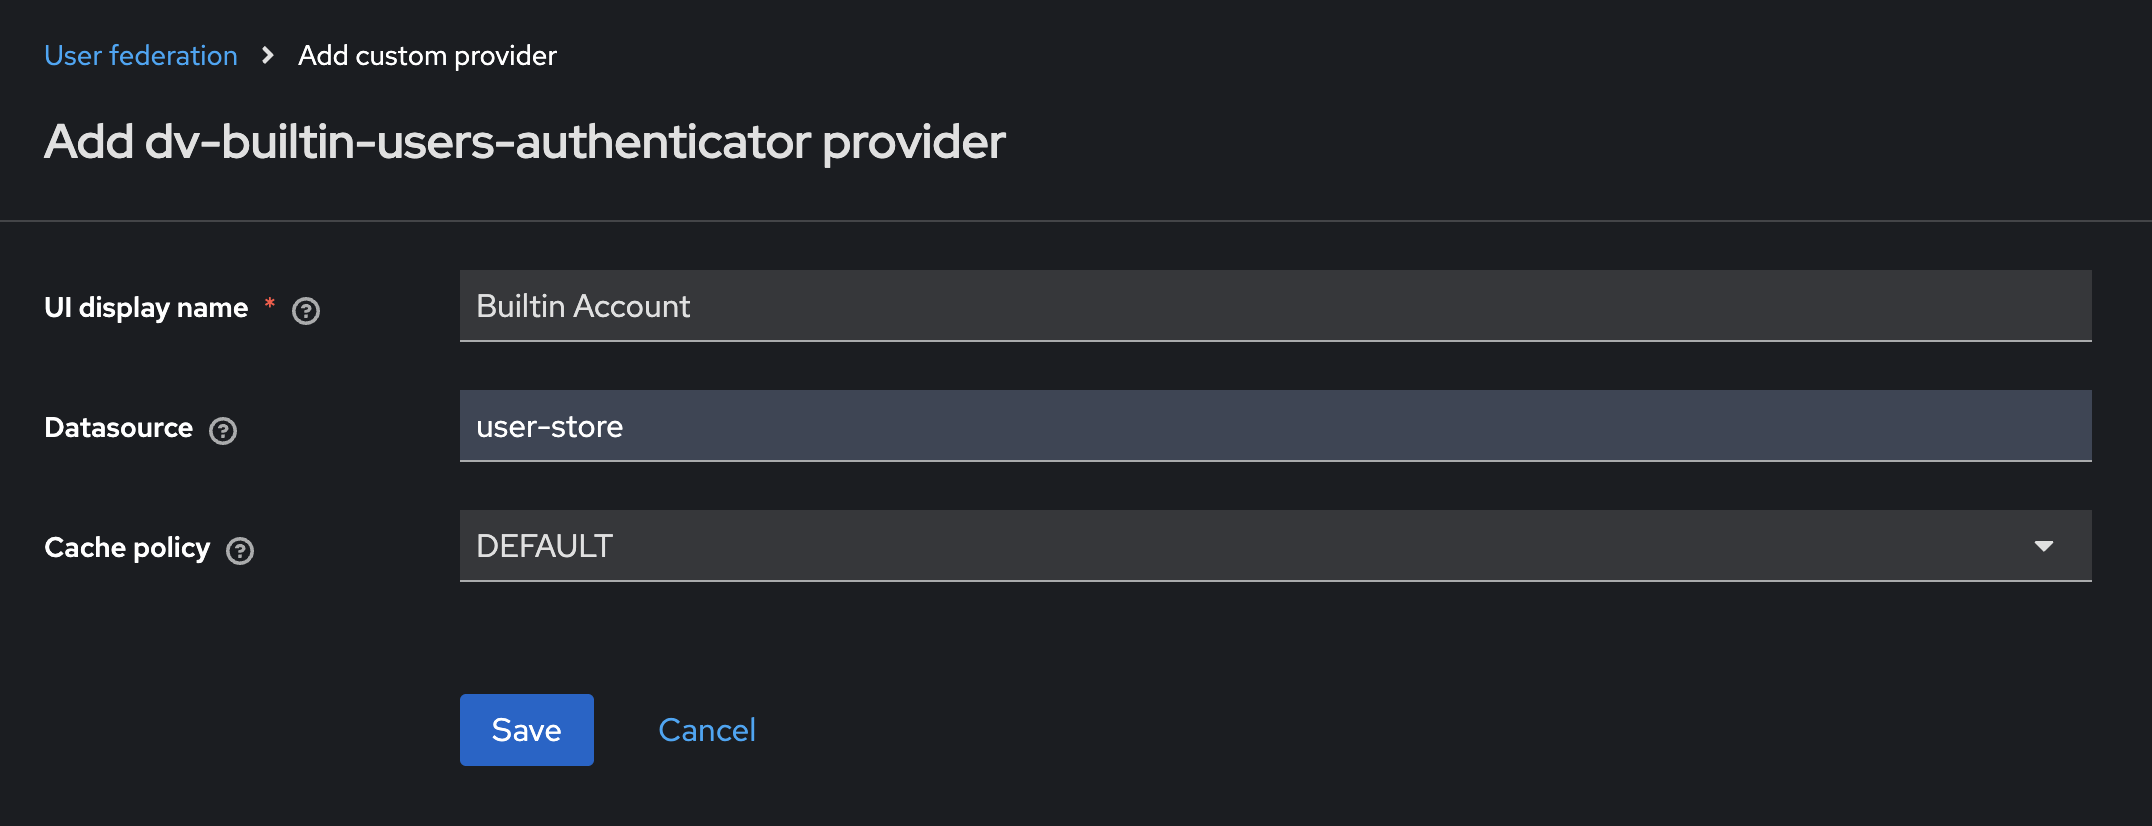 User federation > Add custom provider
Add dv-builtin-users-authenticator provider
UI display name * ? Builtin Account
Datasource ? user-store
Cache policy ? DEFAULT
Save Cancel